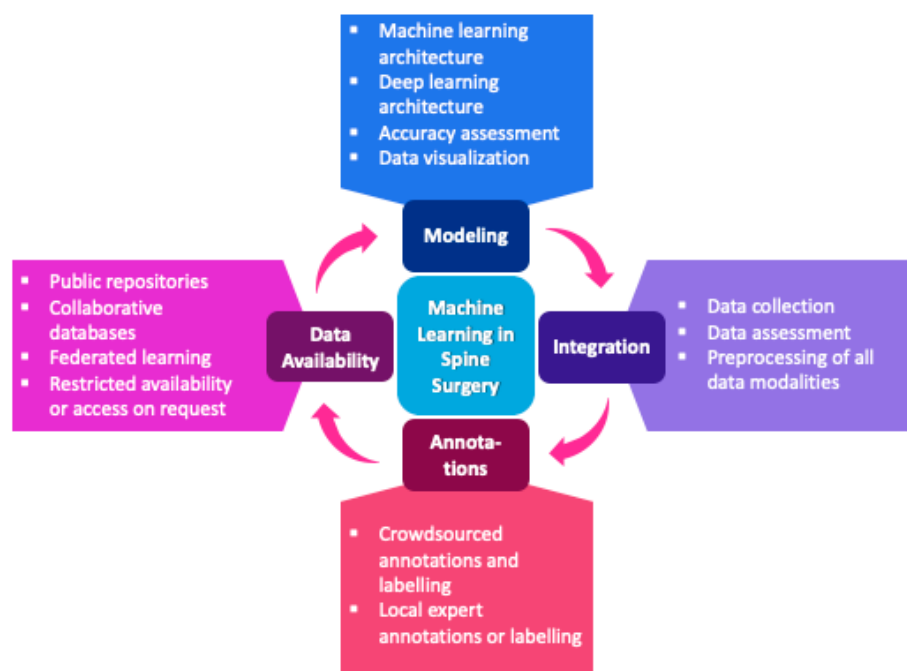 ▪ Machine learning
architecture
▪ Deep learning
architecture
▪ Accuracy assessment
▪ Data visualization
Modeling
▪ Public repositories
▪ Collaborative
databases
▪ Federated learning
▪ Restricted availability
or access on request
Data
Availability
Machine
Learning in
Spine
Surgery
Integration
▪ Data collection
▪ Data assessment
▪ Preprocessing of all
data modalities
Annota-
tions
▪ Crowdsourced
annotations and
labelling
▪ Local expert
annotations or labelling